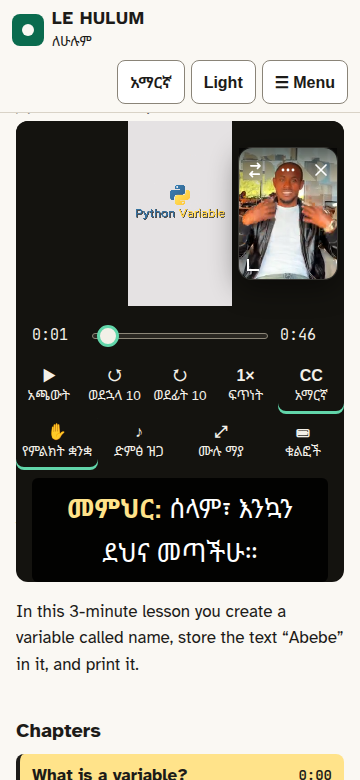 LE HULUM
ለሁሉም
አማርኛ
Light
☰ Menu
Python Variable
0:01
0:46
አጫውት
ወደኋላ 10
ወደፊት 10
1×
ፍጥነት
CC
አማርኛ
የምልክት ቋንቋ
ድምፅ ዝጋ
ሙሉ ማያ
ቁልፎች
መምህር: ሰላም፣ እንኳን
ደህና መጣችሁ።
In this 3-minute lesson you create a
variable called name, store the text “Abebe”
in it, and print it.
Chapters
What is a variable?
0:00